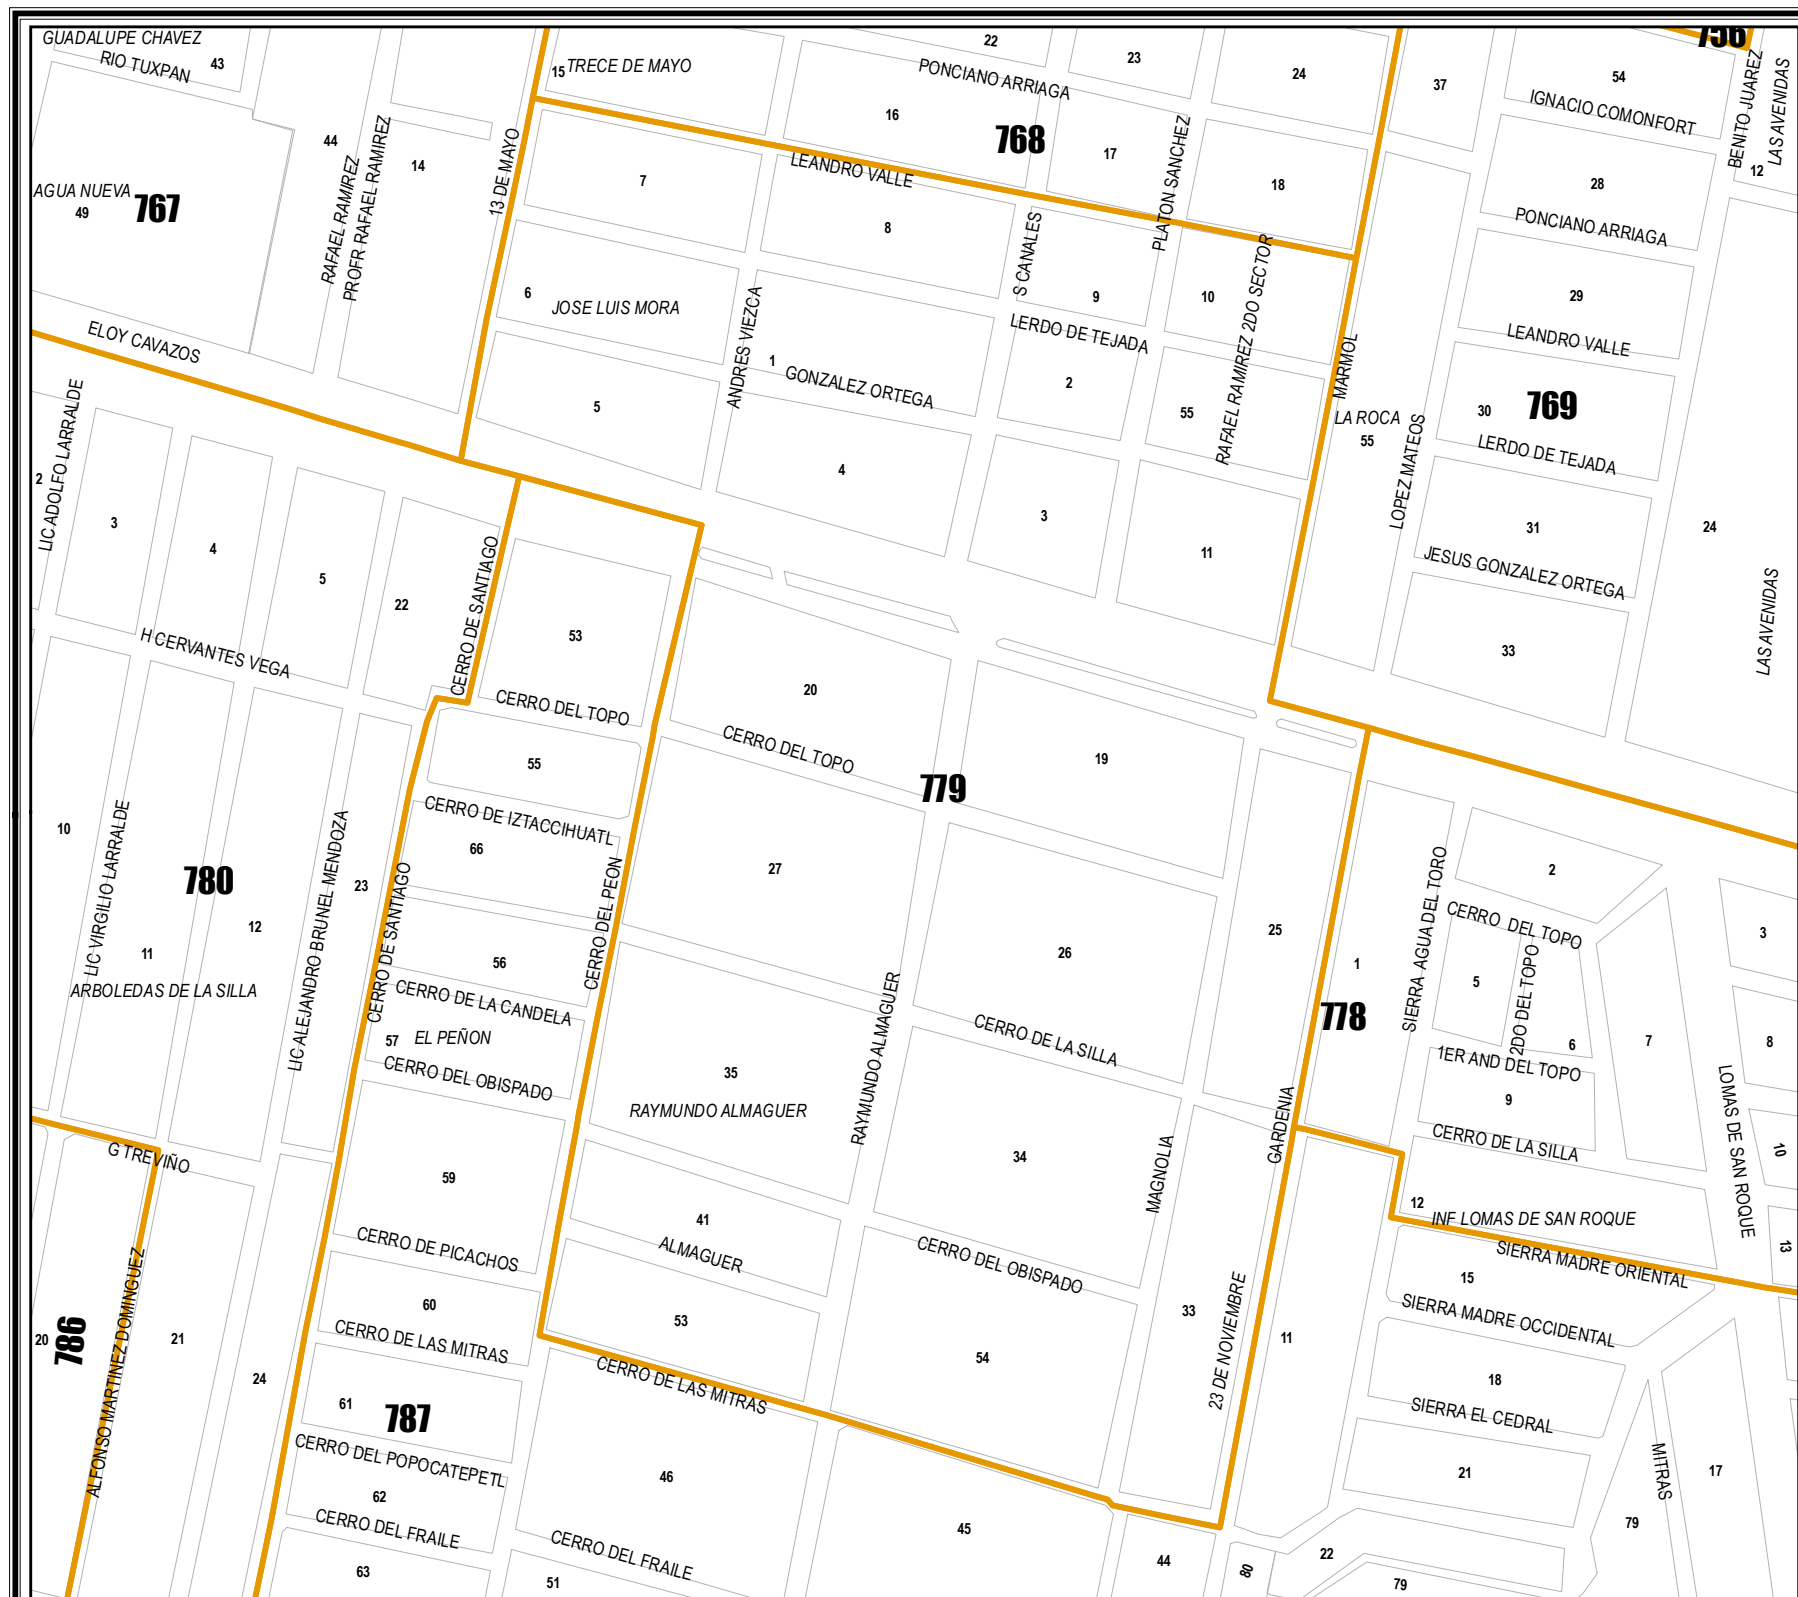 GUADALUPE CHAVEZ
RIO TUXPAN
43
15
TRECE DE MAYO
22
23
24
37
54
756
PONCIANO ARRIAGA
IGNACIO COMONFORT
BENITO JUAREZ
LAS AVENIDAS
44
14
16
768
17
18
28
12
AGUA NUEVA
49
767
RAFAEL RAMIREZ
PROFR RAFAEL RAMIREZ
13 DE MAYO
7
LEANDRO VALLE
8
S CANALES
PLATON SANCHEZ
PONCIANO ARRIAGA
6
JOSE LUIS MORA
9
10
29
LERDO DE TEJADA
RAFAEL RAMIREZ 2DO SECTOR
MARMOL
LEANDRO VALLE
ELOY CAVAZOS
ANDRES VIEZCA
1
GONZALEZ ORTEGA
2
55
LA ROCA
55
30
769
LERDO DE TEJADA
5
4
3
11
LOPEZ MATEOS
31
24
JESUS GONZALEZ ORTEGA
LAS AVENIDAS
33
2
LIC ADOLFO LARRALDE
3
4
5
22
H CERVANTES VEGA
CERRO DE SANTIAGO
53
CERRO DEL TOPO
20
CERRO DEL TOPO
779
19
55
CERRO DE IZTACCIHUATL
66
10
LIC VIRGILIO LARRALDE
780
11
12
ARBOLEDAS DE LA SILLA
LIC ALEJANDRO BRUNEL MENDOZA
23
CERRO DE SANTIAGO
56
CERRO DE LA CANDELA
57
EL PEÑON
CERRO DEL OBISPADO
CERRO DEL PEON
27
26
25
CERRO DE LA SILLA
1
778
SIERRA AGUA DEL TORO
2
CERRO DEL TOPO
5
2DO DEL TOPO
6
1ER AND DEL TOPO
7
3
8
9
CERRO DE LA SILLA
LOMAS DE SAN ROQUE
10
35
RAYMUNDO ALMAGUER
RAYMUNDO ALMAGUER
34
MAGNOLIA
GARDENIA
G TREVIÑO
59
CERRO DE PICACHOS
41
ALMAGUER
CERRO DEL OBISPADO
12
INF LOMAS DE SAN ROQUE
13
SIERRA MADRE ORIENTAL
15
SIERRA MADRE OCCIDENTAL
20
786
ALFONSO MARTINEZ DOMINGUEZ
21
24
60
CERRO DE LAS MITRAS
53
CERRO DE LAS MITRAS
54
33
23 DE NOVIEMBRE
11
18
SIERRA EL CEDRAL
61
787
CERRO DEL POPOCATEPETL
62
CERRO DEL FRAILE
46
CERRO DEL FRAILE
45
44
21
MITRAS
17
79
22
80
79
63
51